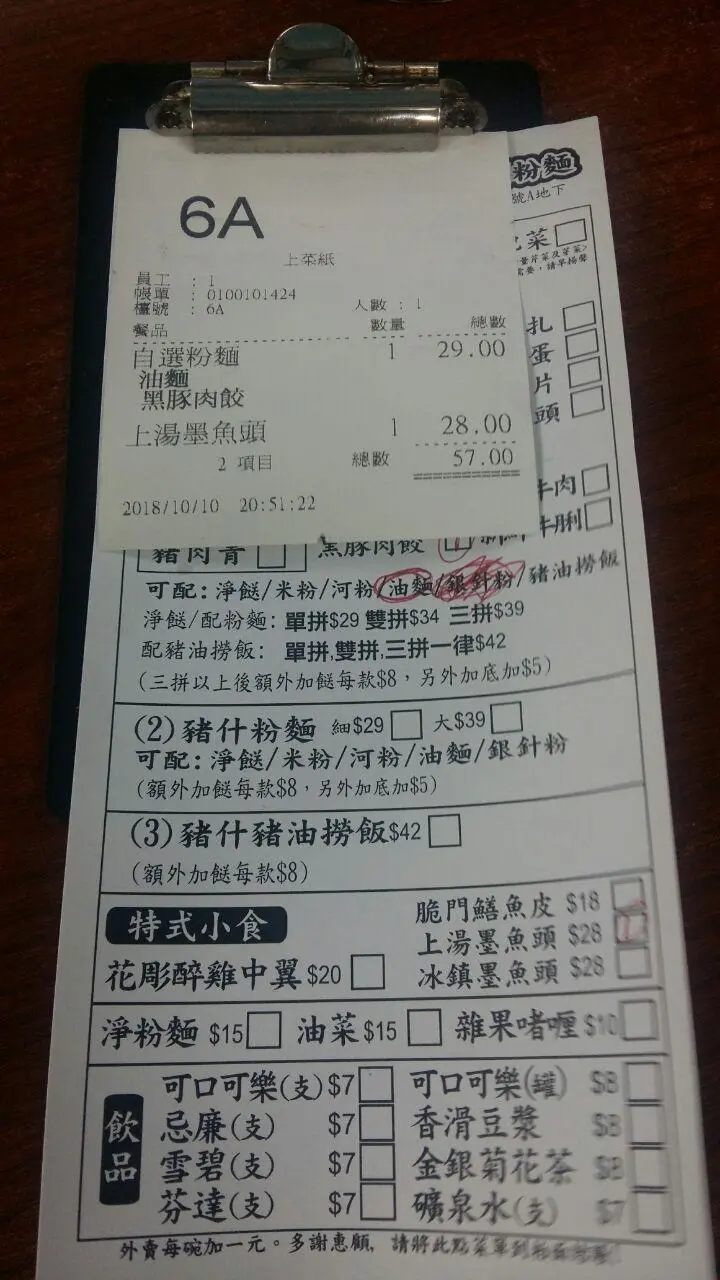 粉麵
號A地下
6A
上菜紙
員工 : 1
帳單 : 0100101424
檯號 : 6A 人數 : 1
餐品 數量 總數
自選粉麵 1 29.00
油麵
黑豚肉餃
上湯墨魚頭 1 28.00
2 項目 總數 57.00
2018/10/10 20:51:22
菜
扎
蛋
片
頭
牛肉
牛脷
豬肉青 黑豚肉餃
可配: 淨餸/米粉/河粉/油麵/銀針粉/豬油撈飯
淨餸/配粉麵: 單拼$29 雙拼$34 三拼$39
配豬油撈飯: 單拼,雙拼,三拼一律$42
(三拼以上後額外加餸每款$8，另外加底加$5)
(2)豬什粉麵 細$29 大$39
可配: 淨餸/米粉/河粉/油麵/銀針粉
(額外加餸每款$8，另外加底加$5)
(3)豬什豬油撈飯$42
(額外加餸每款$8)
特式小食
脆門鱔魚皮 $18
上湯墨魚頭 $28
花彫醉雞中翼 $20 冰鎮墨魚頭 $28
淨粉麵 $15 油菜 $15 雜果啫喱 $10
飲品
可口可樂(支) $7 可口可樂(罐) $8
忌廉(支) $7 香滑豆漿 $8
雪碧(支) $7 金銀菊花茶 $8
芬達(支) $7 礦泉水(支) $7
外賣每碗加一元。多謝惠顧, 請將此點菜單到